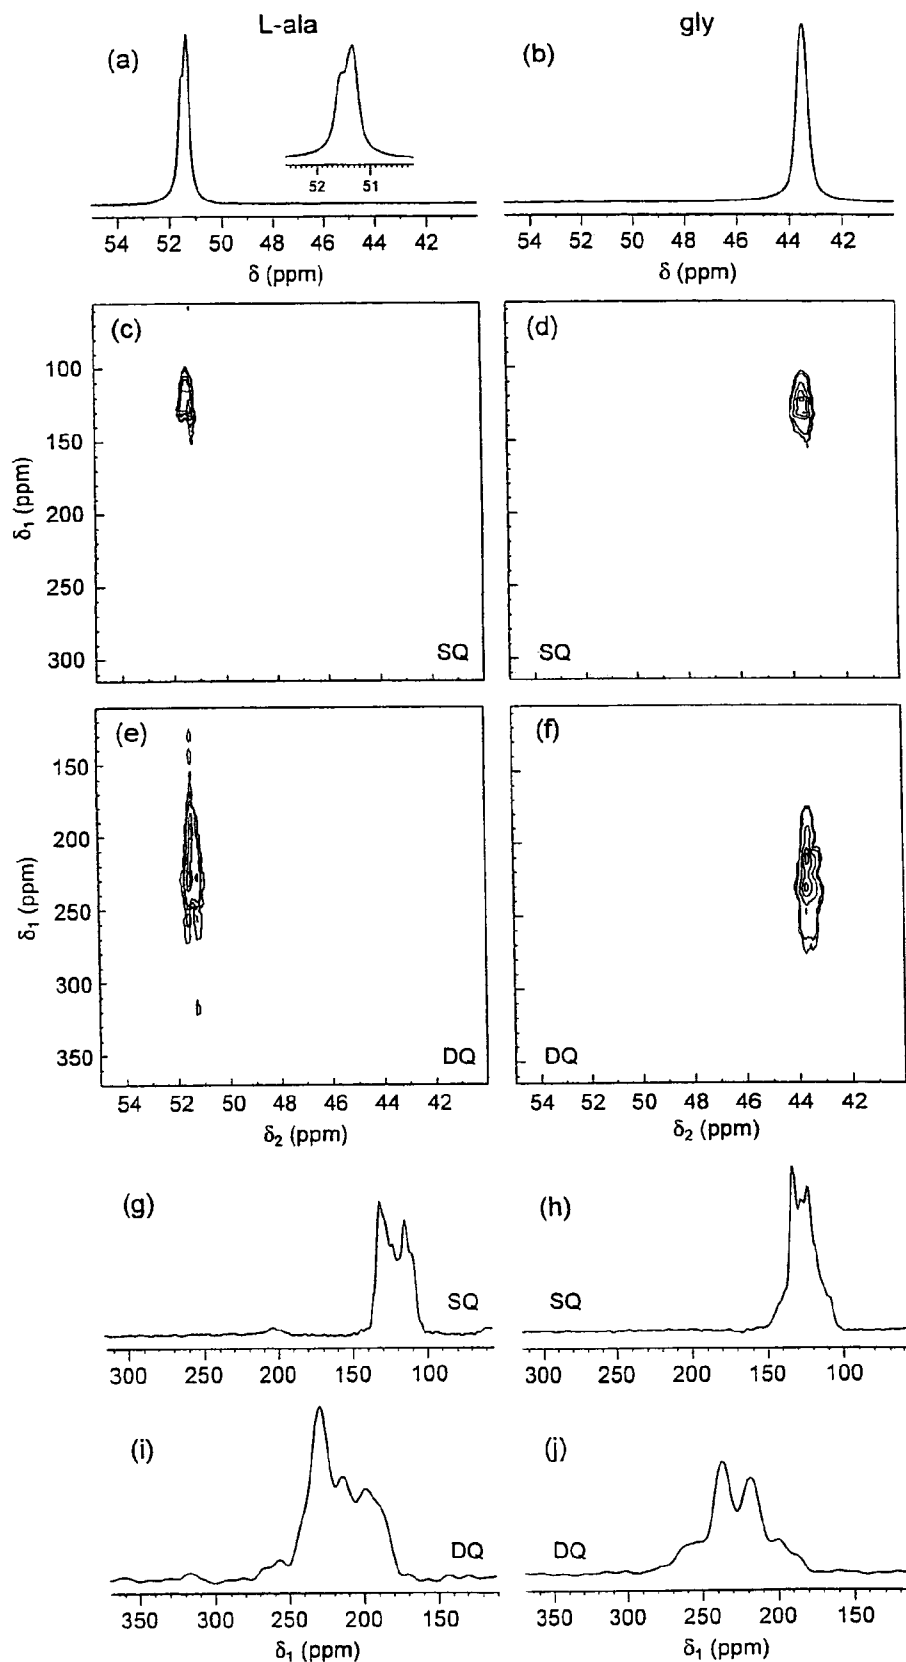 L-ala gly
(a) (b)
52 51
54 52 50 48 46 44 42 54 52 50 48 46 44 42
δ (ppm) δ (ppm)
(c) (d)
100
150
200
250
300
δ₁ (ppm)
SQ SQ
(e) (f)
150
200
250
300
350
δ₁ (ppm)
DQ DQ
54 52 50 48 46 44 42 54 52 50 48 46 44 42
δ₂ (ppm) δ₂ (ppm)
(g) (h)
SQ SQ
300 250 200 150 100 300 250 200 150 100
(i) (j)
DQ DQ
350 300 250 200 150 350 300 250 200 150
δ₁ (ppm) δ₁ (ppm)